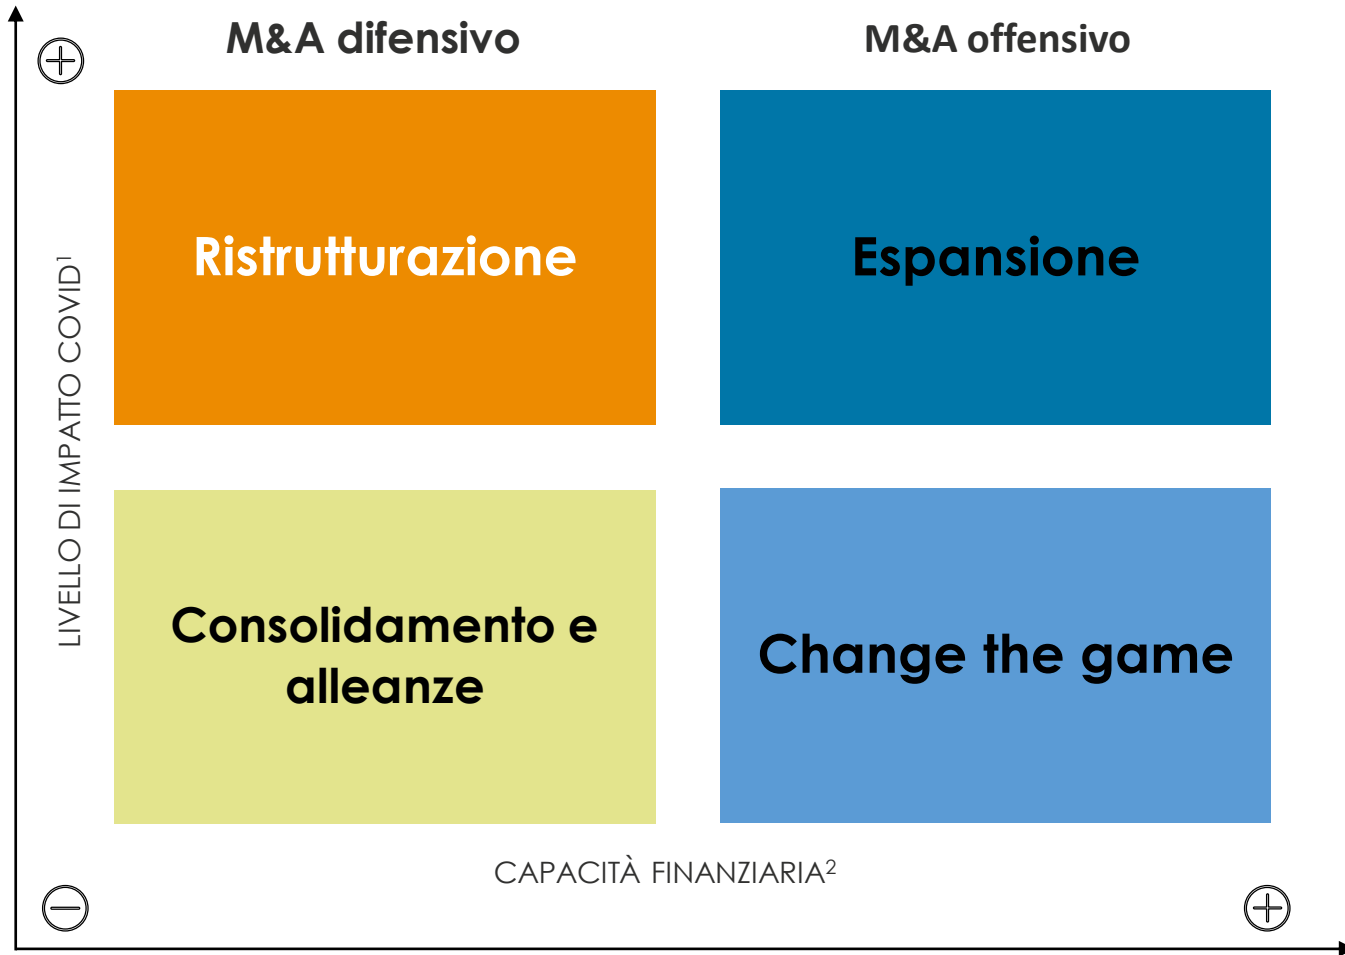 M&A difensivo
M&A offensivo
Ristrutturazione
Espansione
LIVELLO DI IMPATTO COVID¹
Consolidamento e
alleanze
Change the game
CAPACITÀ FINANZIARIA²